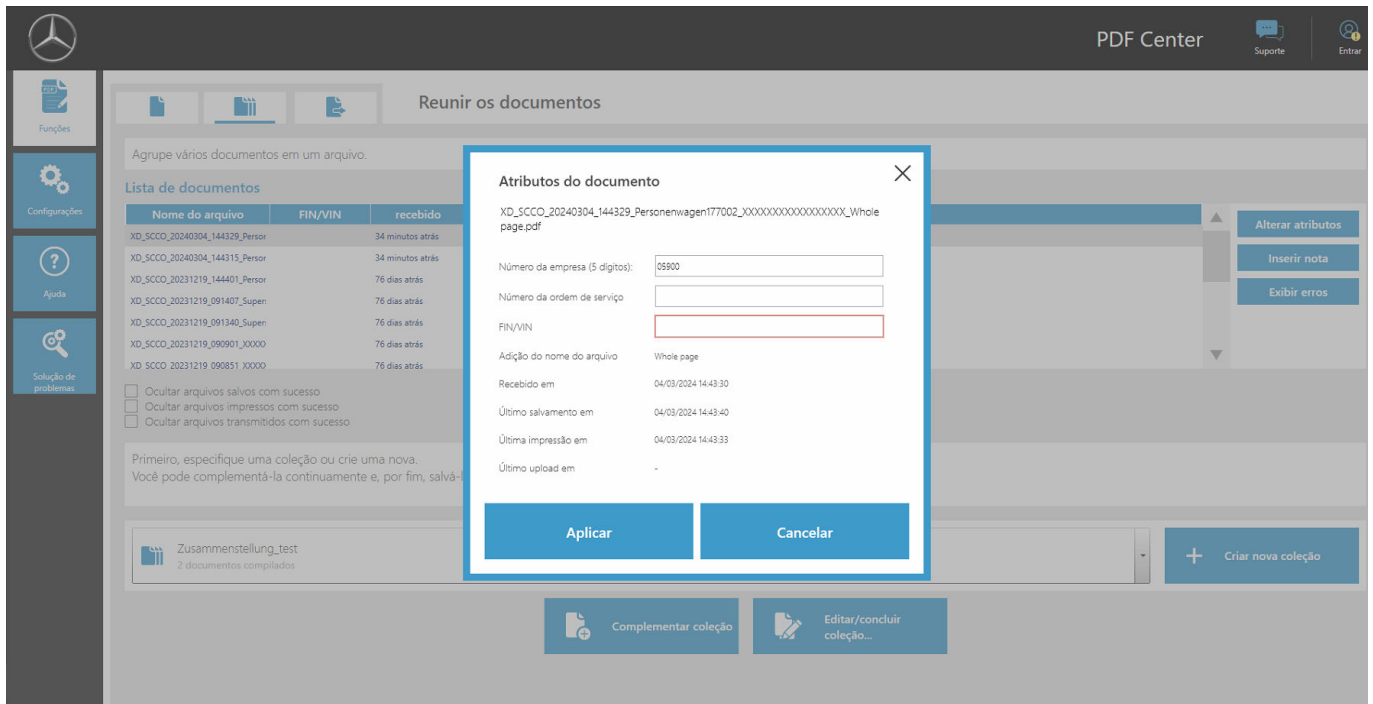 PDF Center
Suporte
Entrar
Funções
Configurações
Ajuda
Solução de
problemas
Reunir os documentos
Agrupe vários documentos em um arquivo.
Lista de documentos
Nome do arquivo FIN/VIN recebido
XD_SCCO_20240304_144329_Persor 34 minutos atrás
XD_SCCO_20240304_144315_Persor 34 minutos atrás
XD_SCCO_20231219_144401_Persor 76 dias atrás
XD_SCCO_20231219_091407_Super 76 dias atrás
XD_SCCO_20231219_091340_Super 76 dias atrás
XD_SCCO_20231219_090901_XXXXX 76 dias atrás
XD_SCCO_20231219_090851_XXXXX 76 dias atrás
Alterar atributos
Inserir nota
Exibir erros
Ocultar arquivos salvos com sucesso
Ocultar arquivos impressos com sucesso
Ocultar arquivos transmitidos com sucesso
Primeiro, especifique uma coleção ou crie uma nova.
Você pode complementá-la continuamente e, por fim, salvá-l
Atributos do documento
XD_SCCO_20240304_144329_Personenwagen177002_XXXXXXXXXXXXXXXXX_Whole
page.pdf
Número da empresa (5 dígitos): 05900
Número da ordem de serviço
FIN/VIN
Adição do nome do arquivo Whole page
Recebido em 04/03/2024 14:43:30
Último salvamento em 04/03/2024 14:43:40
Última impressão em 04/03/2024 14:43:33
Último upload em -
Aplicar Cancelar
Zusammenstellung_test
2 documentos compilados
Criar nova coleção
Complementar coleção
Editar/concluir
coleção...